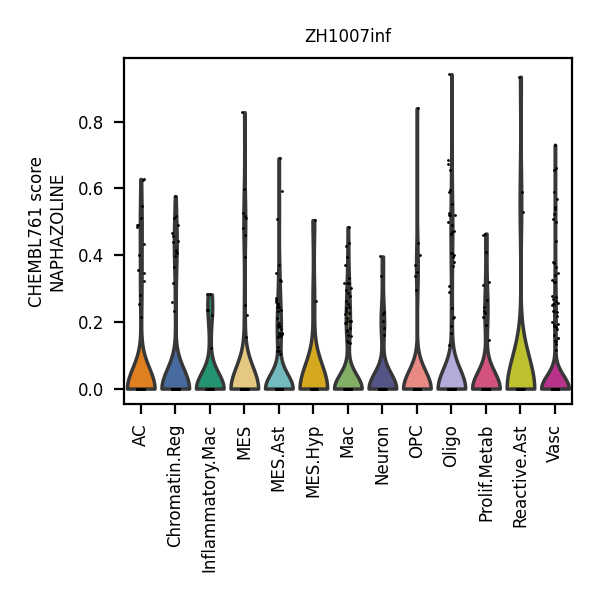 ZH1007inf
CHEMBL761 score
NAPHAZOLINE
0.8
0.6
0.4
0.2
0.0
AC
Chromatin.Reg
Inflammatory.Mac
MES
MES.Ast
MES.Hyp
Mac
Neuron
OPC
Oligo
Prolif.Metab
Reactive.Ast
Vasc